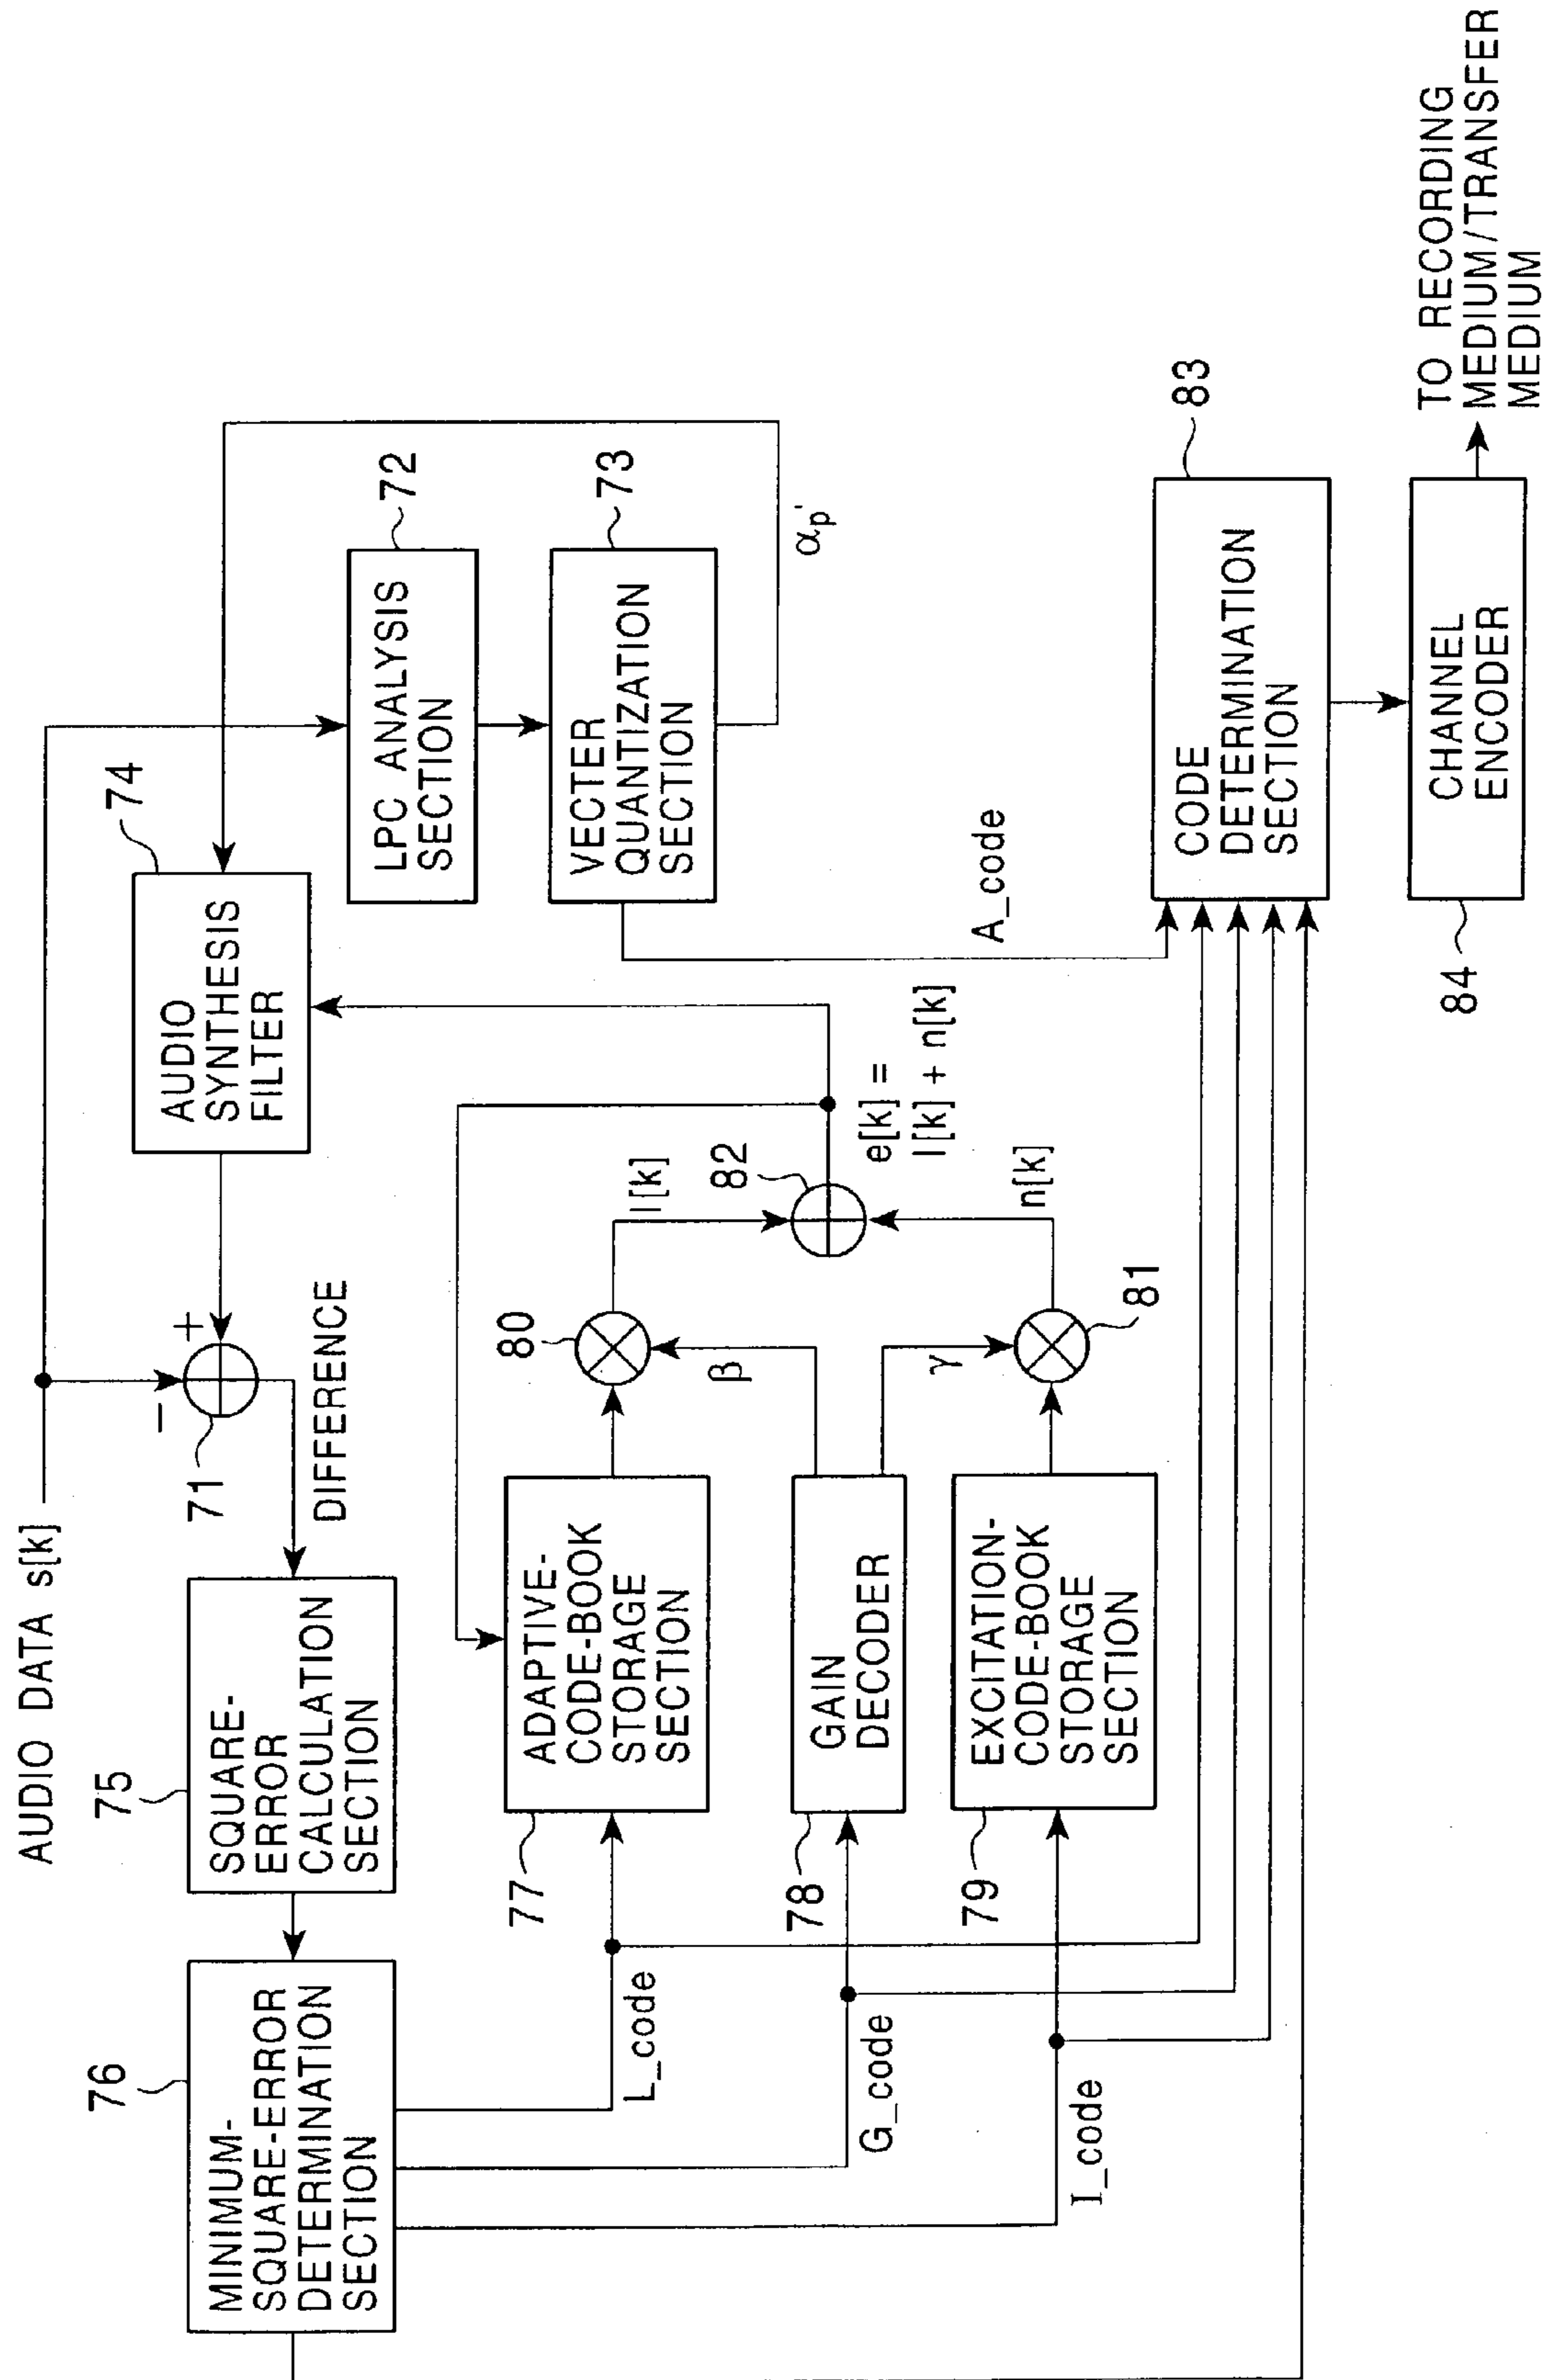 AUDIO DATA s[k]
76
MINIMUM-
SQUARE-ERROR
DETERMINATION
SECTION
75
SQUARE-
ERROR
CALCULATION
SECTION
71
−
+
DIFFERENCE
74
AUDIO
SYNTHESIS
FILTER
LPC ANALYSIS
SECTION
72
VECTER
QUANTIZATION
SECTION
73
αp'
L_code
77
ADAPTIVE-
CODE-BOOK
STORAGE
SECTION
80
l[k]
β
G_code
78
GAIN
DECODER
82
e[k] =
l[k] + n[k]
γ
I_code
79
EXCITATION-
CODE-BOOK
STORAGE
SECTION
81
n[k]
A_code
CODE
DETERMINATION
SECTION
83
84
CHANNEL
ENCODER
TO RECORDING
MEDIUM/TRANSFER
MEDIUM